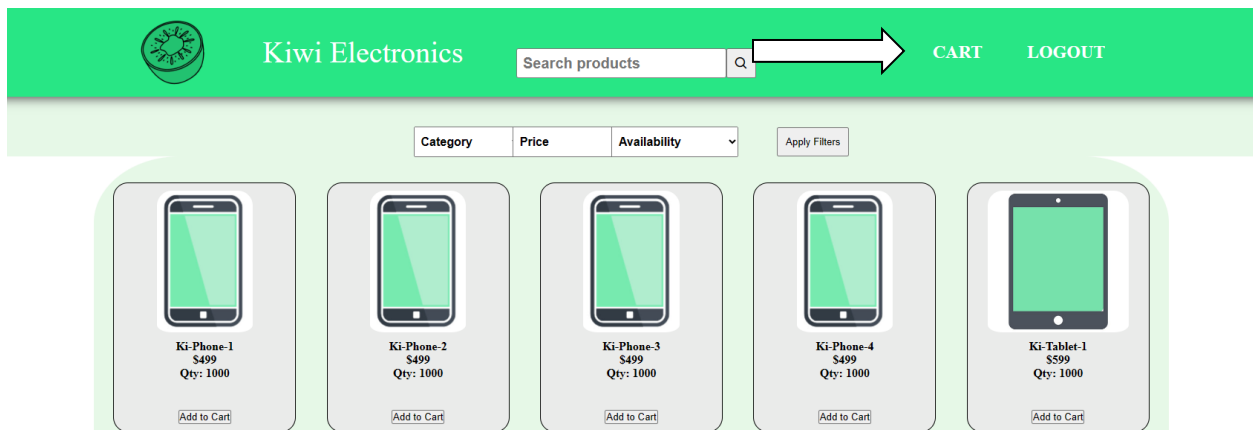 Kiwi Electronics
Search products
CART
LOGOUT
Category
Price
Availability
Apply Filters
Ki-Phone-1
$499
Qty: 1000
Add to Cart
Ki-Phone-2
$499
Qty: 1000
Add to Cart
Ki-Phone-3
$499
Qty: 1000
Add to Cart
Ki-Phone-4
$499
Qty: 1000
Add to Cart
Ki-Tablet-1
$599
Qty: 1000
Add to Cart